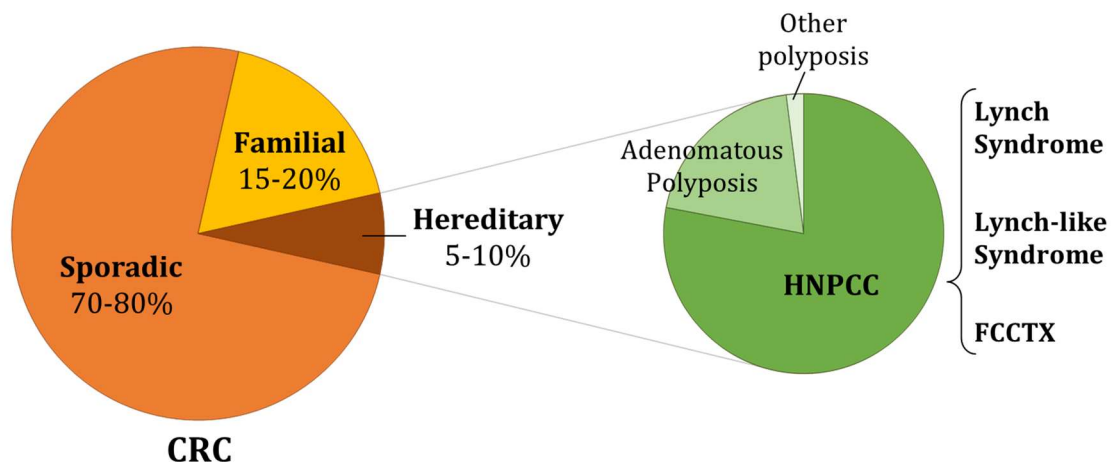 Familial
15-20%
Sporadic
70-80%
Hereditary
5-10%
CRC
Other
polyposis
Adenomatous
Polyposis
HNPCC
Lynch
Syndrome
Lynch-like
Syndrome
FCCTX